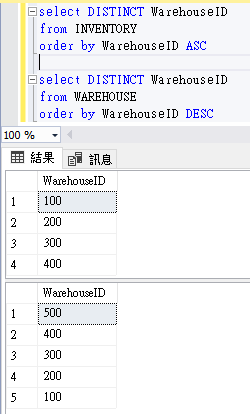 select DISTINCT WarehouseID
from INVENTORY
order by WarehouseID ASC
select DISTINCT WarehouseID
from WAREHOUSE
order by WarehouseID DESC
100 %
結果 訊息
WarehouseID
1 100
2 200
3 300
4 400
WarehouseID
1 500
2 400
3 300
4 200
5 100